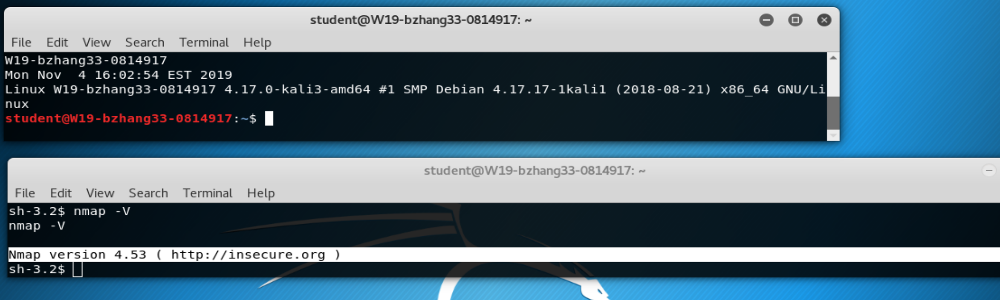 student@W19-bzhang33-0814917: ~
File Edit View Search Terminal Help
W19-bzhang33-0814917
Mon Nov  4 16:02:54 EST 2019
Linux W19-bzhang33-0814917 4.17.0-kali3-amd64 #1 SMP Debian 4.17.17-1kali1 (2018-08-21) x86_64 GNU/Li
nux
student@W19-bzhang33-0814917:~$
student@W19-bzhang33-0814917: ~
File Edit View Search Terminal Help
sh-3.2$ nmap -V
nmap -V
Nmap version 4.53 ( http://insecure.org )
sh-3.2$